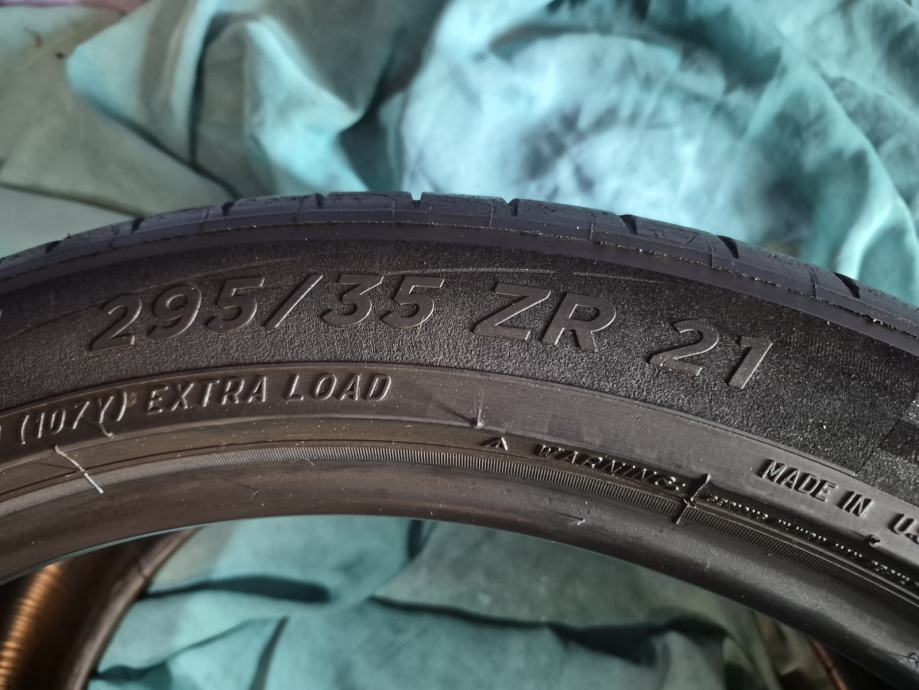 295/35 ZR 21
(107Y) EXTRA LOAD
WARNING:
MADE IN